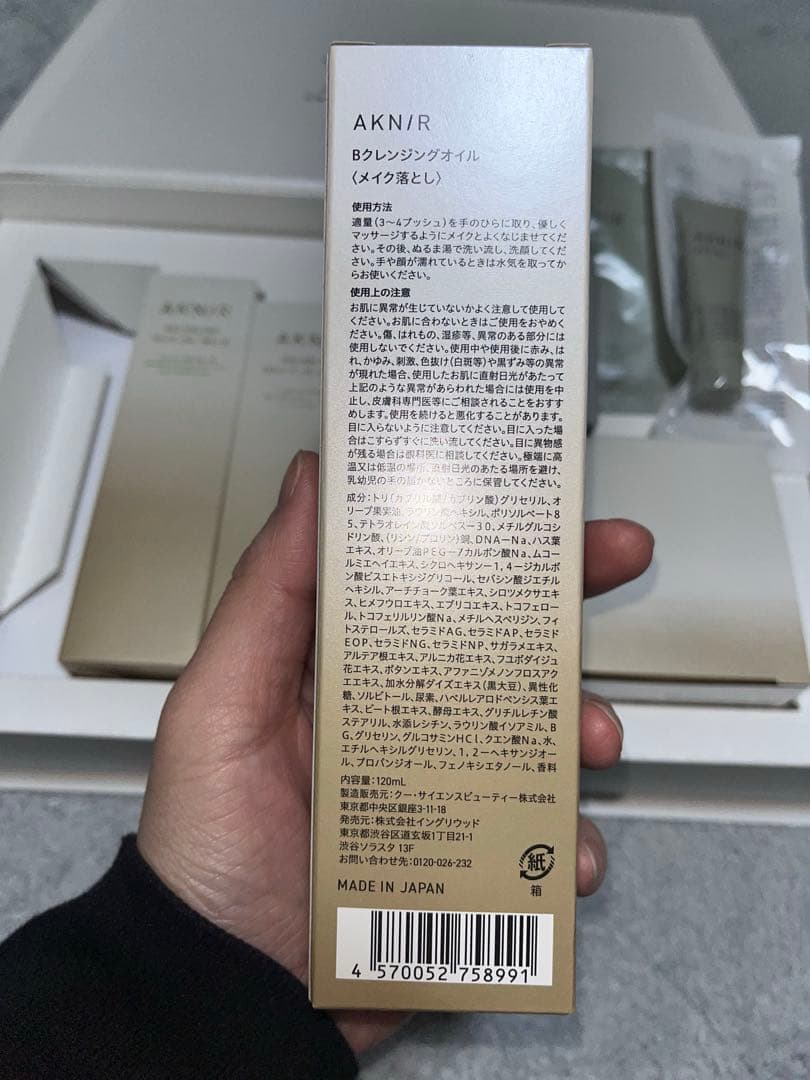 AKN/R
Bクレンジングオイル
〈メイク落とし〉
使用方法
適量(3〜4プッシュ)を手のひらに取り、優しく
マッサージするようにメイクとよくなじませてくだ
さい。その後、ぬるま湯で洗い流し、洗顔してくだ
さい。手や顔が濡れているときは水気を取ってか
らお使いください。
使用上の注意
お肌に異常が生じていないかよく注意して使用して
ください。お肌に合わないときはご使用をおやめく
ださい。傷、はれもの、湿疹等、異常のある部分には
使用しないでください。使用中や使用後に赤み、は
れ、かゆみ、刺激、色抜け(白斑等)や黒ずみ等の異常
が現れた場合、使用したお肌に直射日光があたって
上記のような異常があらわれた場合には使用を中
止し、皮膚科専門医等にご相談されることをおすす
めします。使用を続けると悪化することがあります。
目に入らないように注意してください。目に入った場
合はこすらずすぐに洗い流してください。目に異物感
が残る場合は眼科医に相談してください。極端に高
温又は低温の場所、直射日光のあたる場所を避け、
乳幼児の手の届かないところに保管してください。
成分:トリ(カプリル酸/カプリン酸)グリセリル、オ
リーブ果実油、ラウリン酸ヘキシル、ポリソルベート8
5、テトラオレイン酸ソルベスー30、メチルグルコシ
ドリン酸、(リシン/プロリン)銅、DNA-Na、ハス葉
エキス、オリーブ油PEG-7カルボン酸Na、ムコー
ルミエヘイエキス、シクロヘキサン-1,4-ジカルボ
ン酸ビスエトキシジグリコール、セバシン酸ジエチル
ヘキシル、アーチチョーク葉エキス、シロツメクサエキ
ス、ヒメフウロエキス、エプリコエキス、トコフェロー
ル、トコフェリルリン酸Na、メチルヘスペリジン、フィ
トステロールズ、セラミドAG、セラミドAP、セラミド
EOP、セラミドNG、セラミドNP、サガラメエキス、
アルテア根エキス、アルニカ花エキス、フユボダイジュ
花エキス、ボタンエキス、アファニゾメノンフロスアク
エエキス、加水分解ダイズエキス(黒大豆)、異性化
糖、ソルビトール、尿素、ハベルレアロドペンシス葉エ
キス、ビート根エキス、酵母エキス、グリチルレチン酸
ステアリル、水添レシチン、ラウリン酸イソアミル、B
G、グリセリン、グルコサミンHCl、クエン酸Na、水、
エチルヘキシルグリセリン、1,2-ヘキサンジオー
ル、プロパンジオール、フェノキシエタノール、香料
内容量:120mL
製造販売元:クー・サイエンスビューティー株式会社
東京都中央区銀座3-11-18
発売元:株式会社イングリウッド
東京都渋谷区道玄坂1丁目21-1
渋谷ソラスタ 13F
お問い合わせ先:0120-026-232
紙
箱
MADE IN JAPAN
4 570052 758991
AKN/R
AKN/R
AKN/R